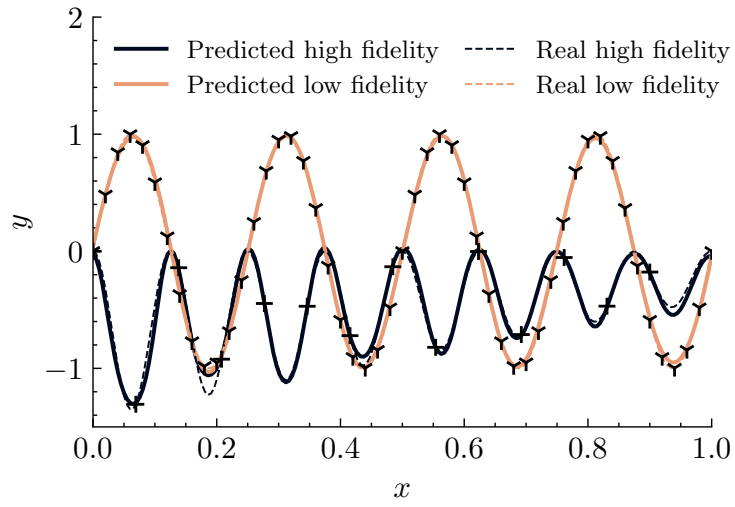 2
Predicted high fidelity
Real high fidelity
Predicted low fidelity
Real low fidelity
1
y
0
−1
0.0 0.2 0.4 0.6 0.8 1.0
x